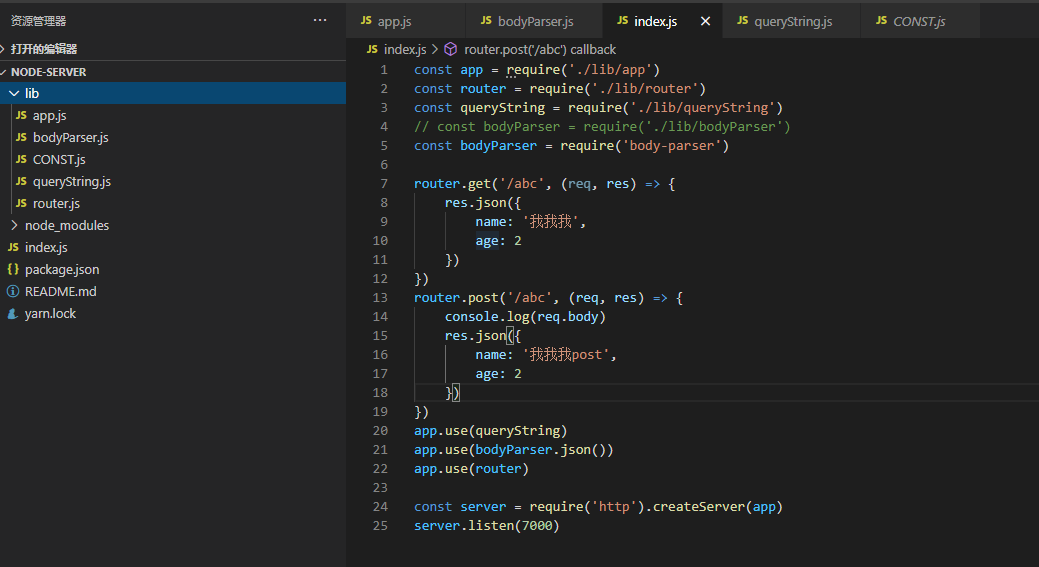 资源管理器 ···
打开的编辑器
NODE-SERVER
lib
JS app.js
JS bodyParser.js
JS CONST.js
JS queryString.js
JS router.js
node_modules
JS index.js
{} package.json
README.md
yarn.lock
JS app.js JS bodyParser.js JS index.js × JS queryString.js JS CONST.js
JS index.js > router.post('/abc') callback
1 const app = require('./lib/app')
2 const router = require('./lib/router')
3 const queryString = require('./lib/queryString')
4 // const bodyParser = require('./lib/bodyParser')
5 const bodyParser = require('body-parser')
6
7 router.get('/abc', (req, res) => {
8     res.json({
9         name: '我我我',
10         age: 2
11     })
12 })
13 router.post('/abc', (req, res) => {
14     console.log(req.body)
15     res.json({
16         name: '我我我post',
17         age: 2
18     })
19 })
20 app.use(queryString)
21 app.use(bodyParser.json())
22 app.use(router)
23
24 const server = require('http').createServer(app)
25 server.listen(7000)